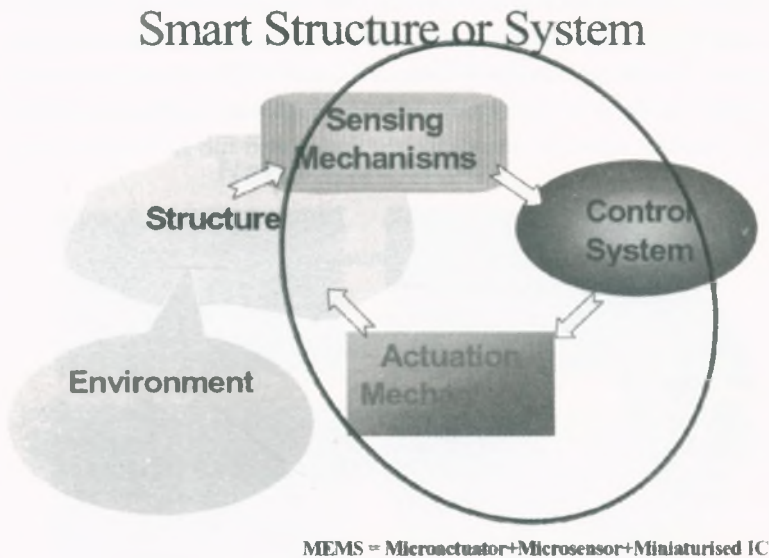 Smart Structure or System
Sensing
Mechanisms
Structure
Control
System
Actuation
Environment
MEMS = Microactuator+Microsensor+Miniaturised IC